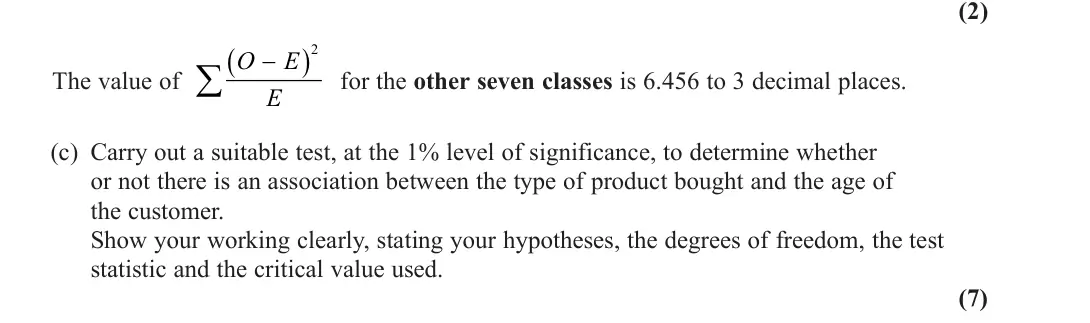 (2)
The value of ∑ (O – E)² / E for the other seven classes is 6.456 to 3 decimal places.
(c) Carry out a suitable test, at the 1% level of significance, to determine whether
or not there is an association between the type of product bought and the age of
the customer.
Show your working clearly, stating your hypotheses, the degrees of freedom, the test
statistic and the critical value used.
(7)